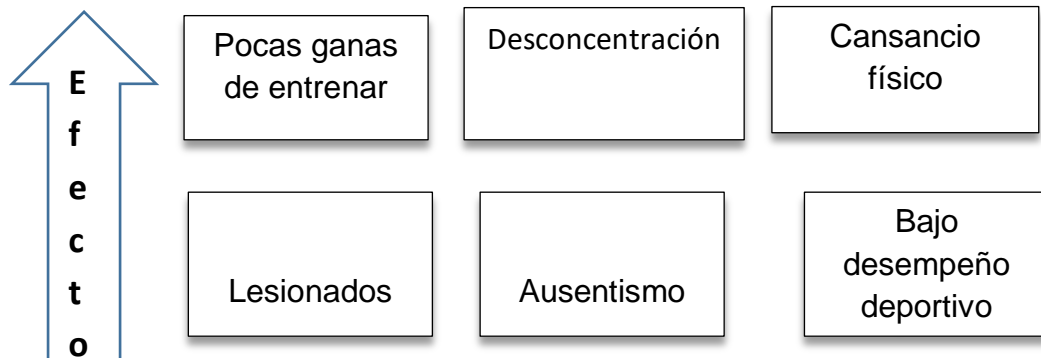 E
f
e
c
t
o
Pocas ganas
de entrenar
Desconcentración
Cansancio
físico
Lesionados
Ausentismo
Bajo
desempeño
deportivo